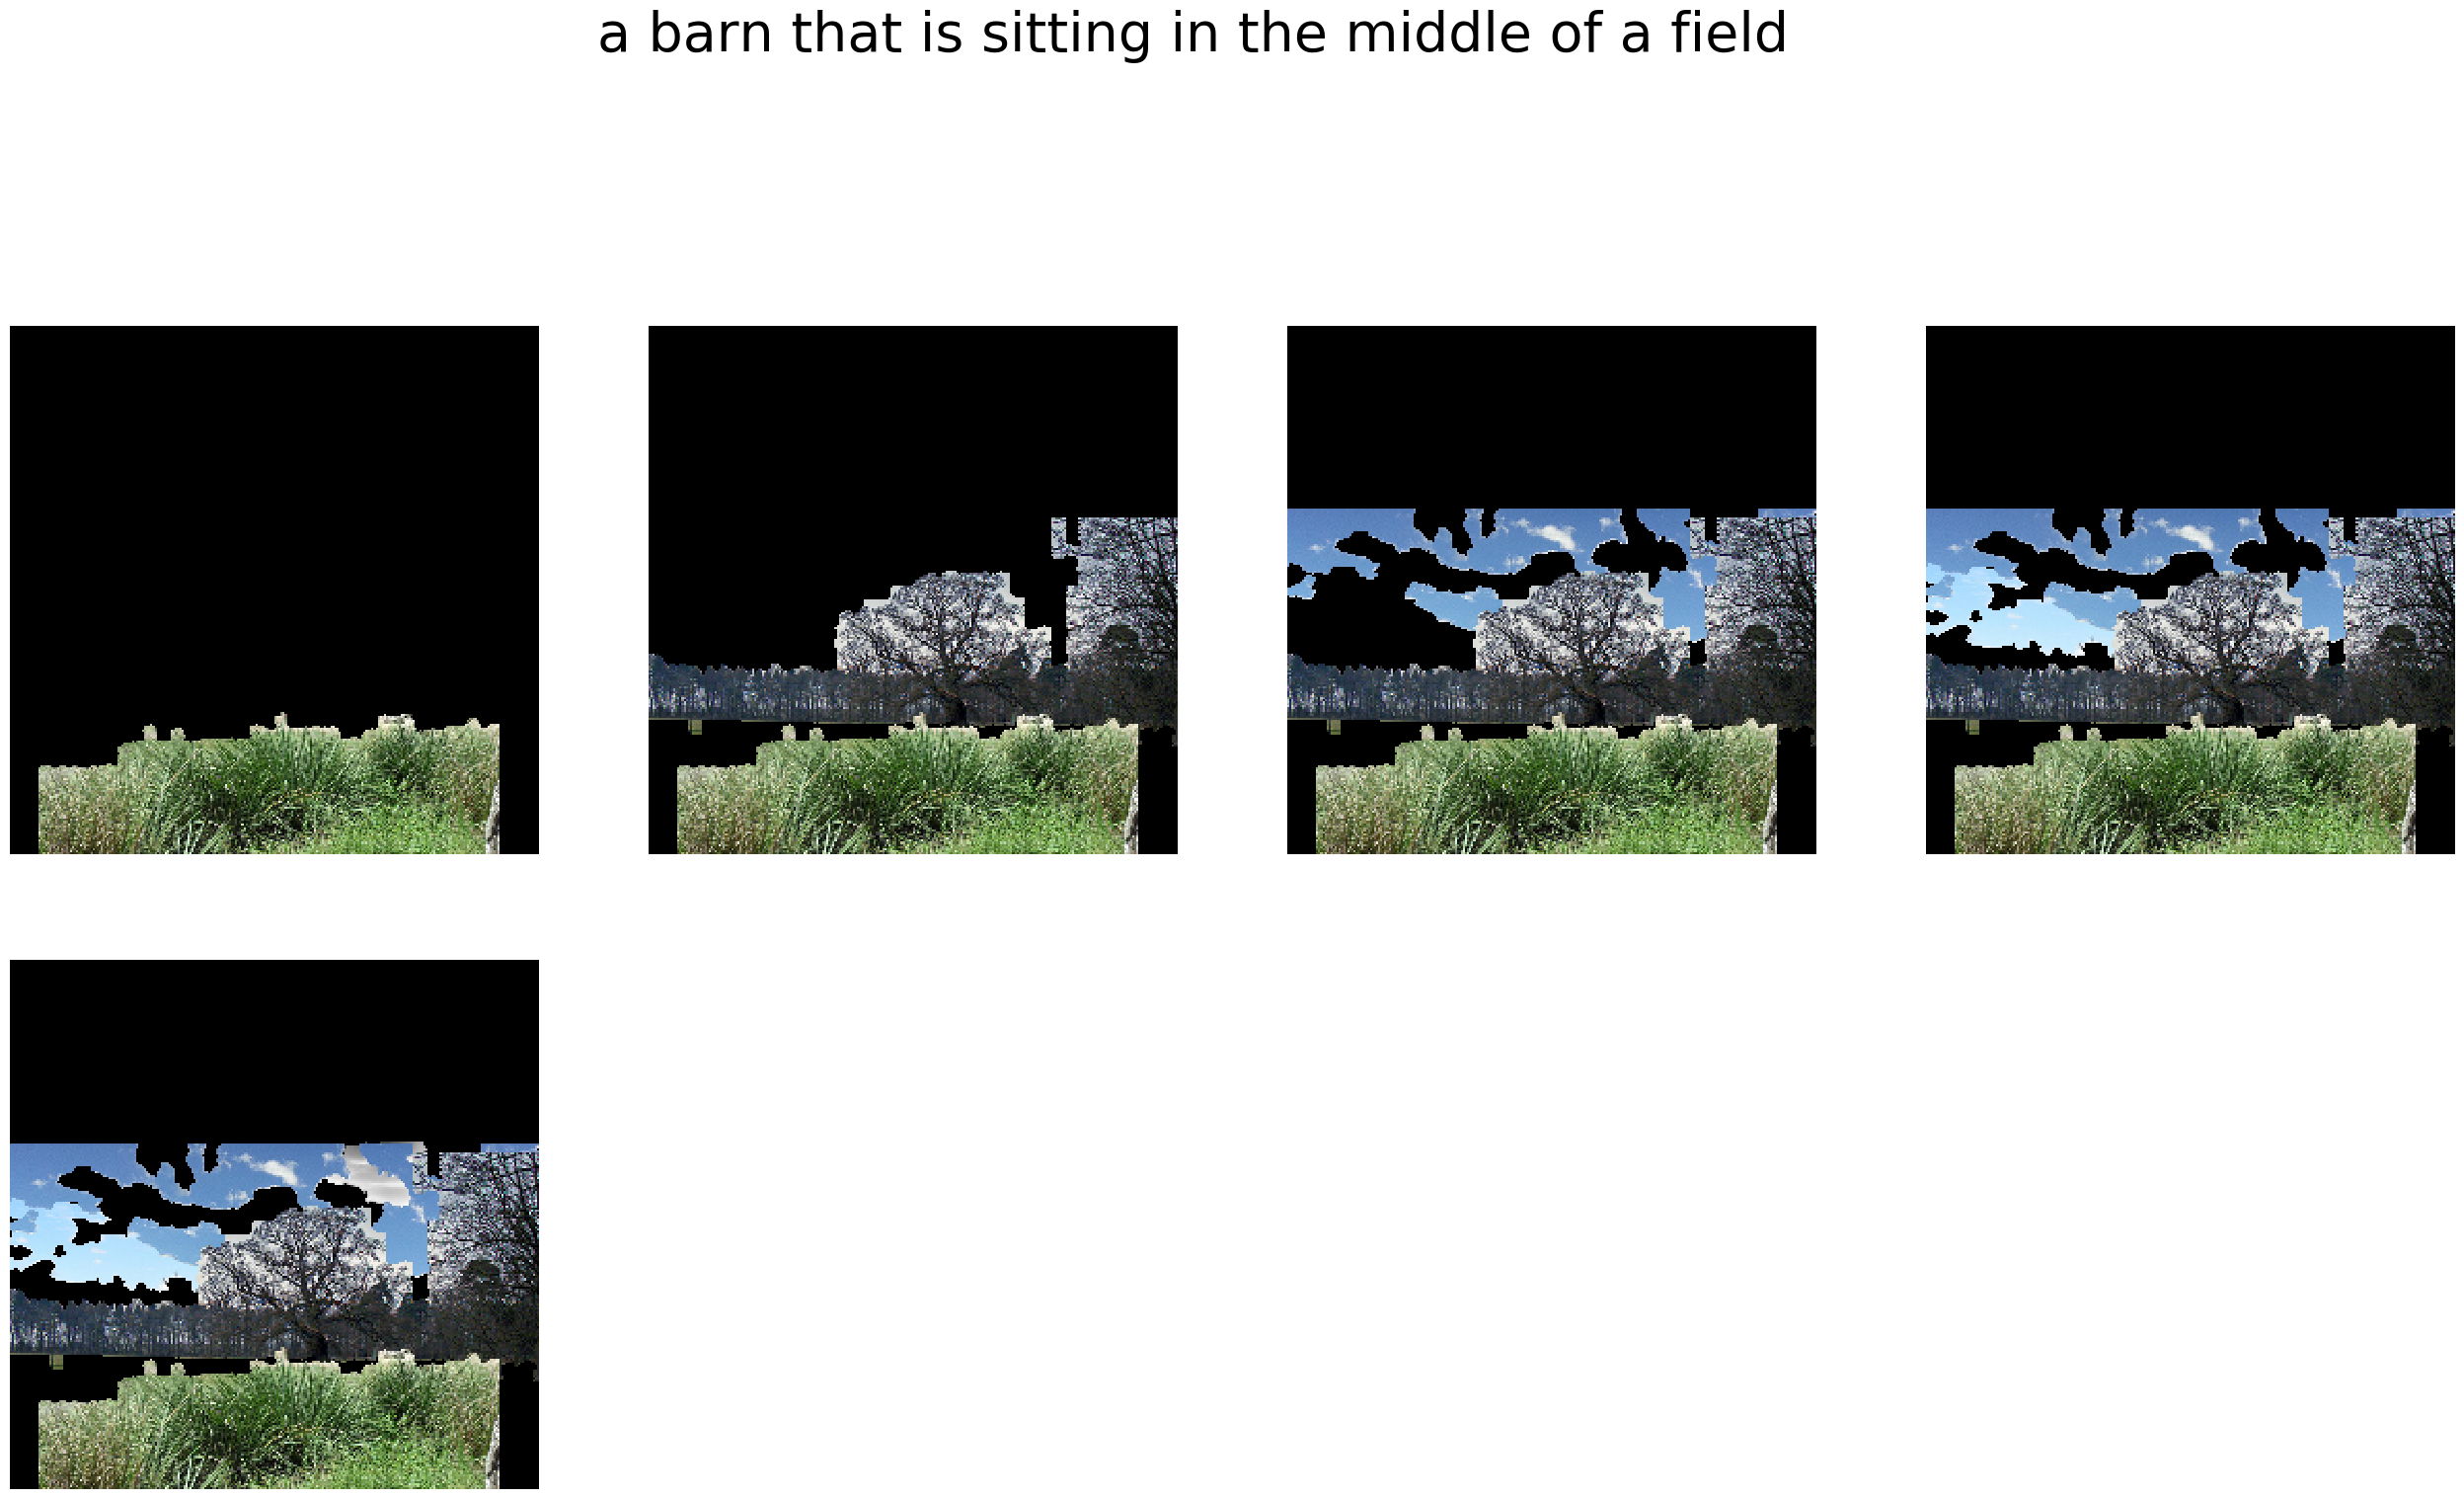 a barn that is sitting in the middle of a field